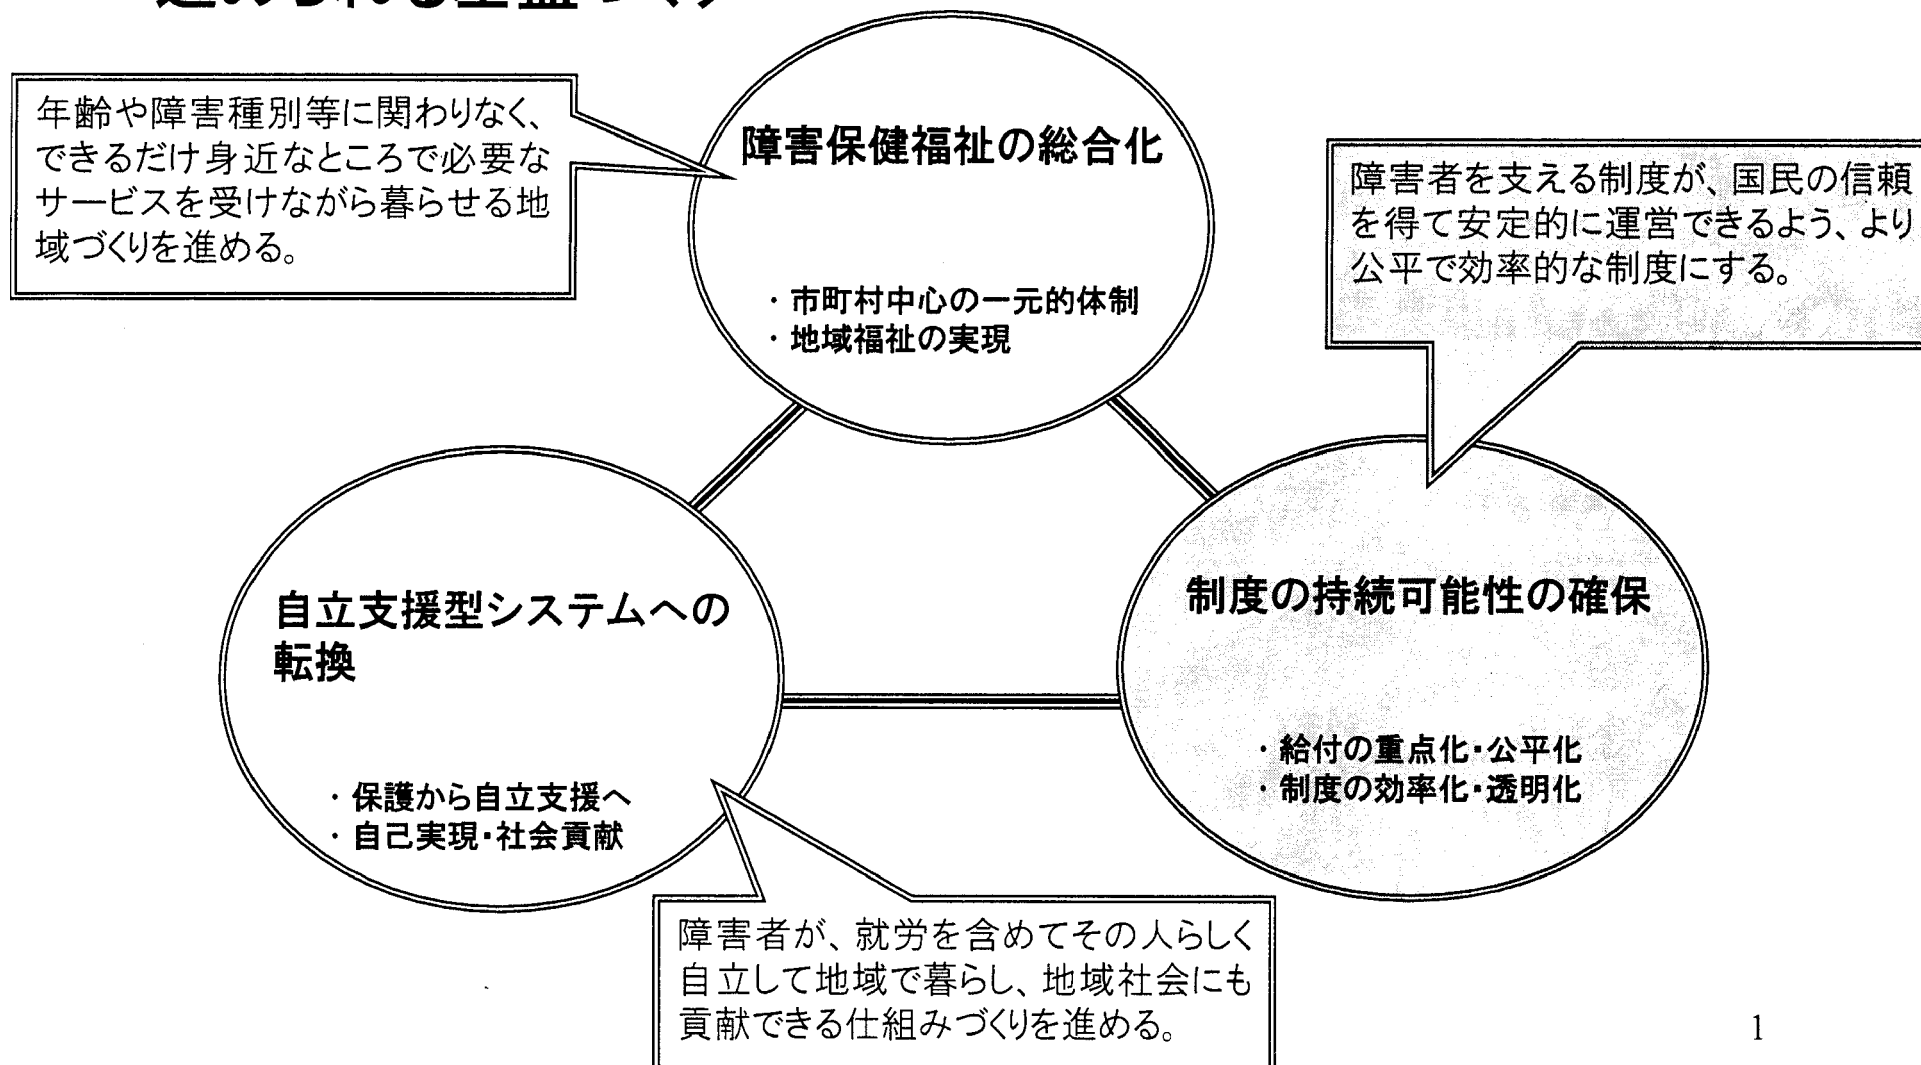 年齢や障害種別等に関わりなく、
できるだけ身近なところで必要な
サービスを受けながら暮らせる地
域づくりを進める。
障害保健福祉の総合化
・市町村中心の一元的体制
・地域福祉の実現
障害者を支える制度が、国民の信頼
を得て安定的に運営できるよう、より
公平で効率的な制度にする。
自立支援型システムへの
転換
・保護から自立支援へ
・自己実現・社会貢献
制度の持続可能性の確保
・給付の重点化・公平化
・制度の効率化・透明化
障害者が、就労を含めてその人らしく
自立して地域で暮らし、地域社会にも
貢献できる仕組みづくりを進める。
1